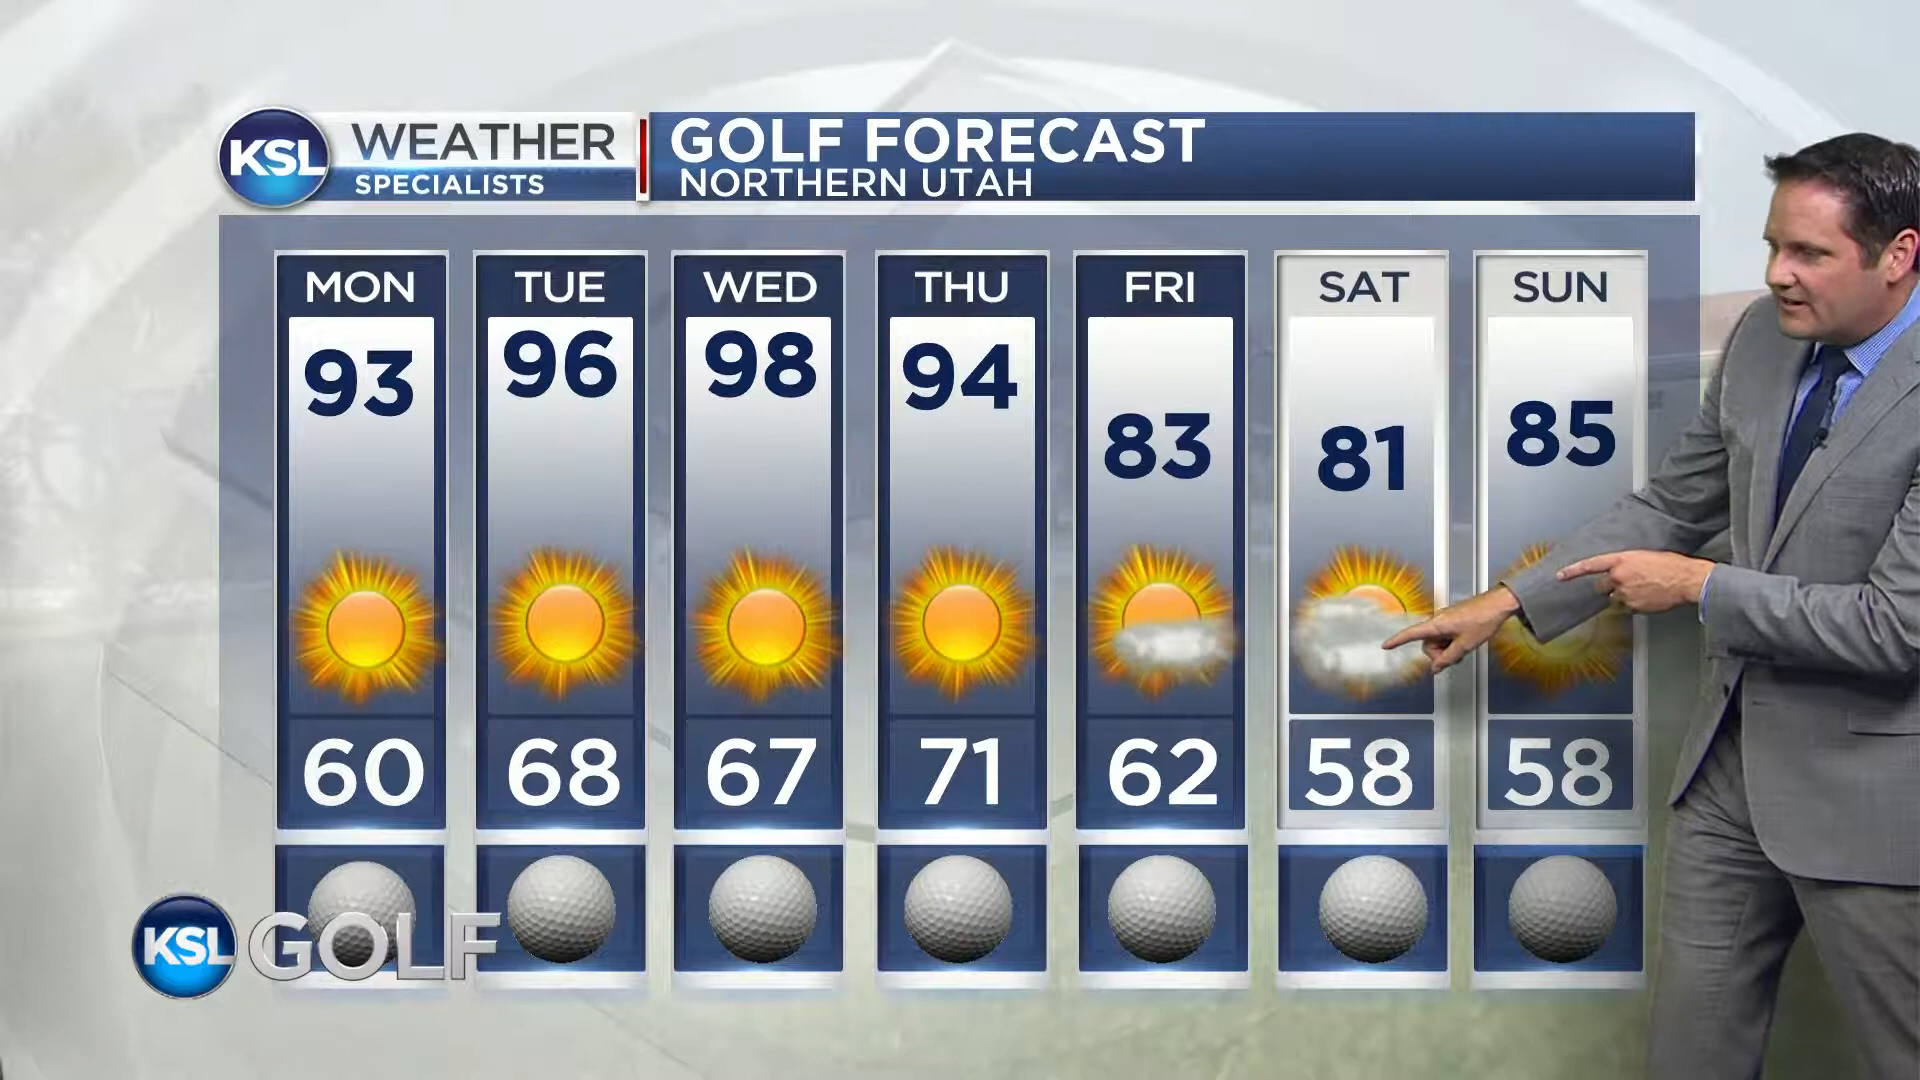 KSL WEATHER
SPECIALISTS
GOLF FORECAST
NORTHERN UTAH
MON TUE WED THU FRI SAT SUN
93 96 98 94 83 81 85
60 68 67 71 62 58 58
KSL GOLF